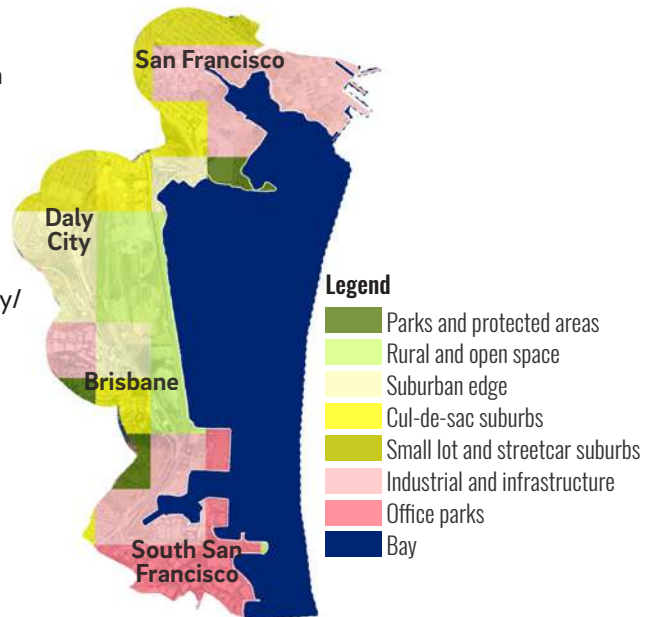 San Francisco
Daly
City
y/
Brisbane
South San
Francisco
Legend
Parks and protected areas
Rural and open space
Suburban edge
Cul-de-sac suburbs
Small lot and streetcar suburbs
Industrial and infrastructure
Office parks
Bay